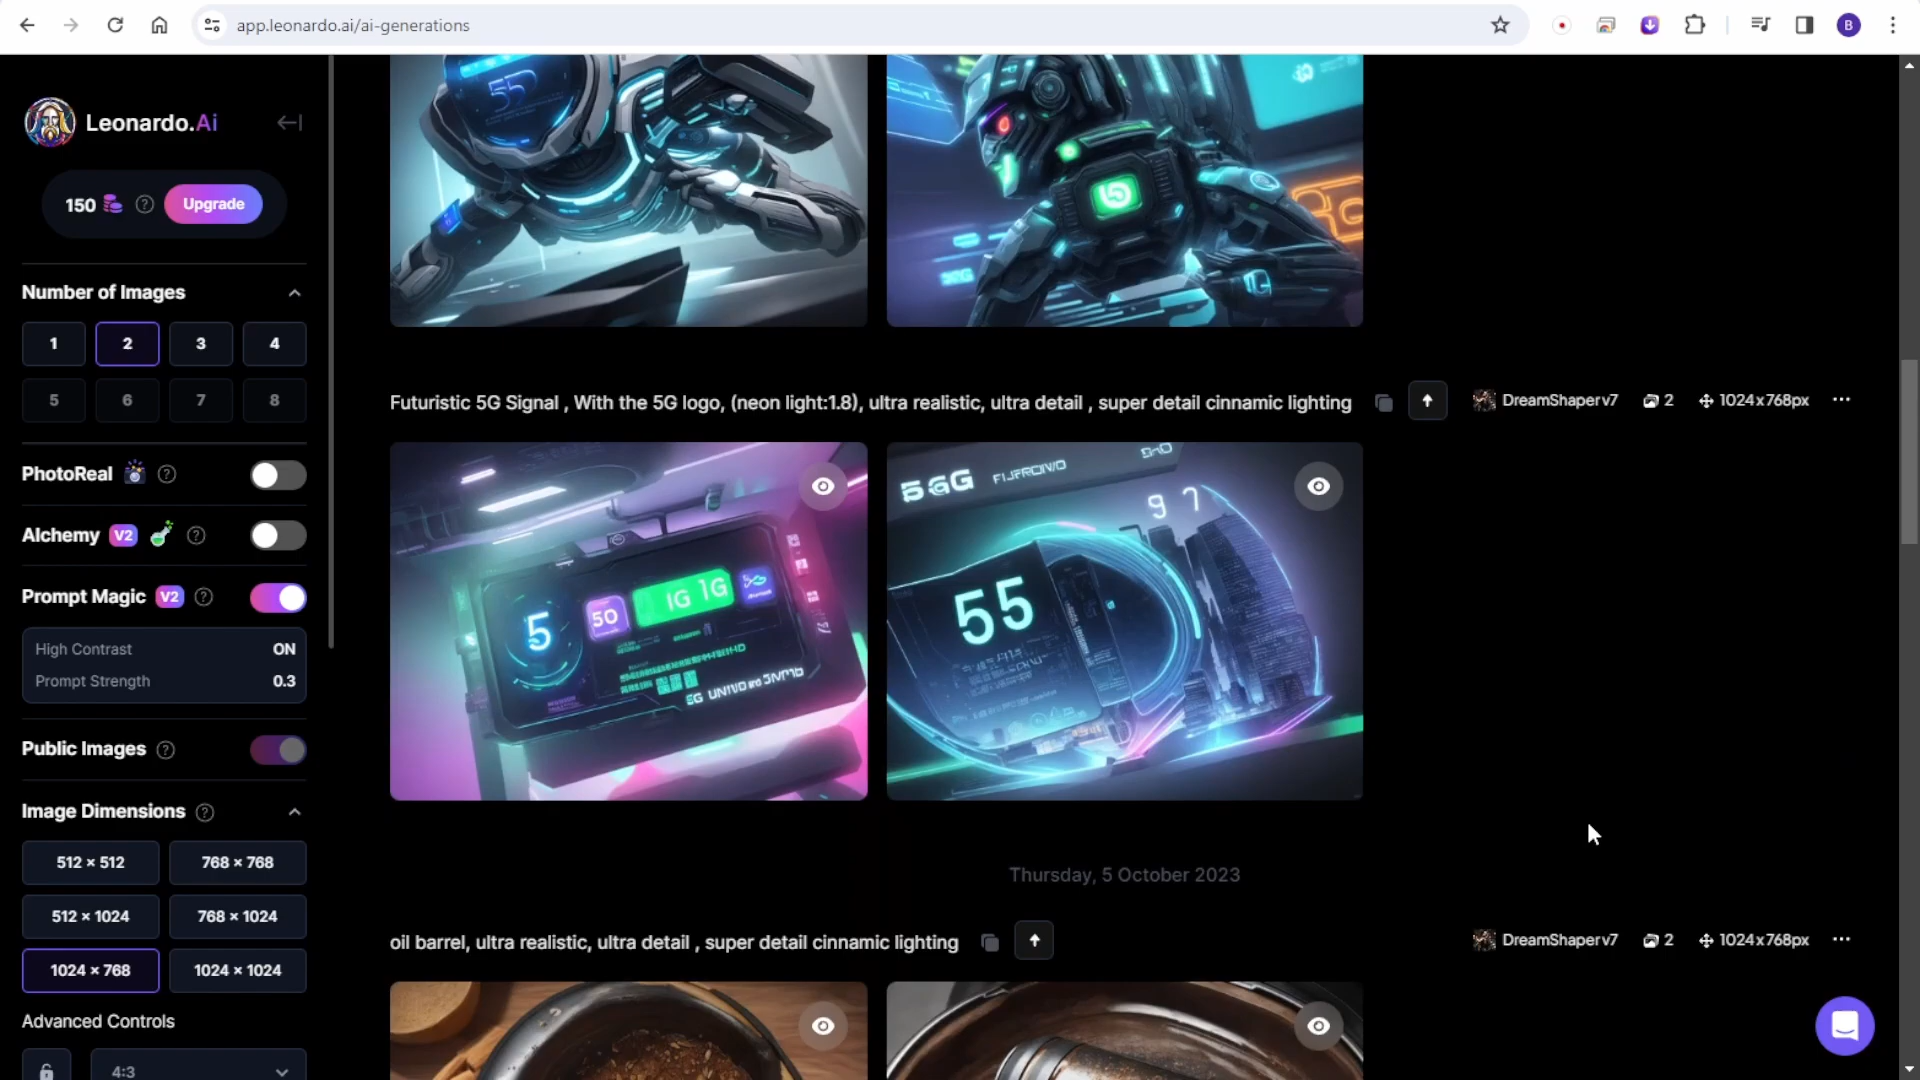 app.leonardo.ai/ai-generations
B
Leonardo.Ai
150
Upgrade
Number of Images
1
2
3
4
5
6
7
8
PhotoReal
Alchemy V2
Prompt Magic V2
High Contrast ON
Prompt Strength 0.3
Public Images
Image Dimensions
512 × 512
768 × 768
512 × 1024
768 × 1024
1024 × 768
1024 × 1024
Advanced Controls
4:3
Futuristic 5G Signal , With the 5G logo, (neon light:1.8), ultra realistic, ultra detail , super detail cinnamic lighting
DreamShaper v7 2 1024x768px
5
50
1G 1G
55
9 7
Thursday, 5 October 2023
oil barrel, ultra realistic, ultra detail , super detail cinnamic lighting
DreamShaper v7 2 1024x768px